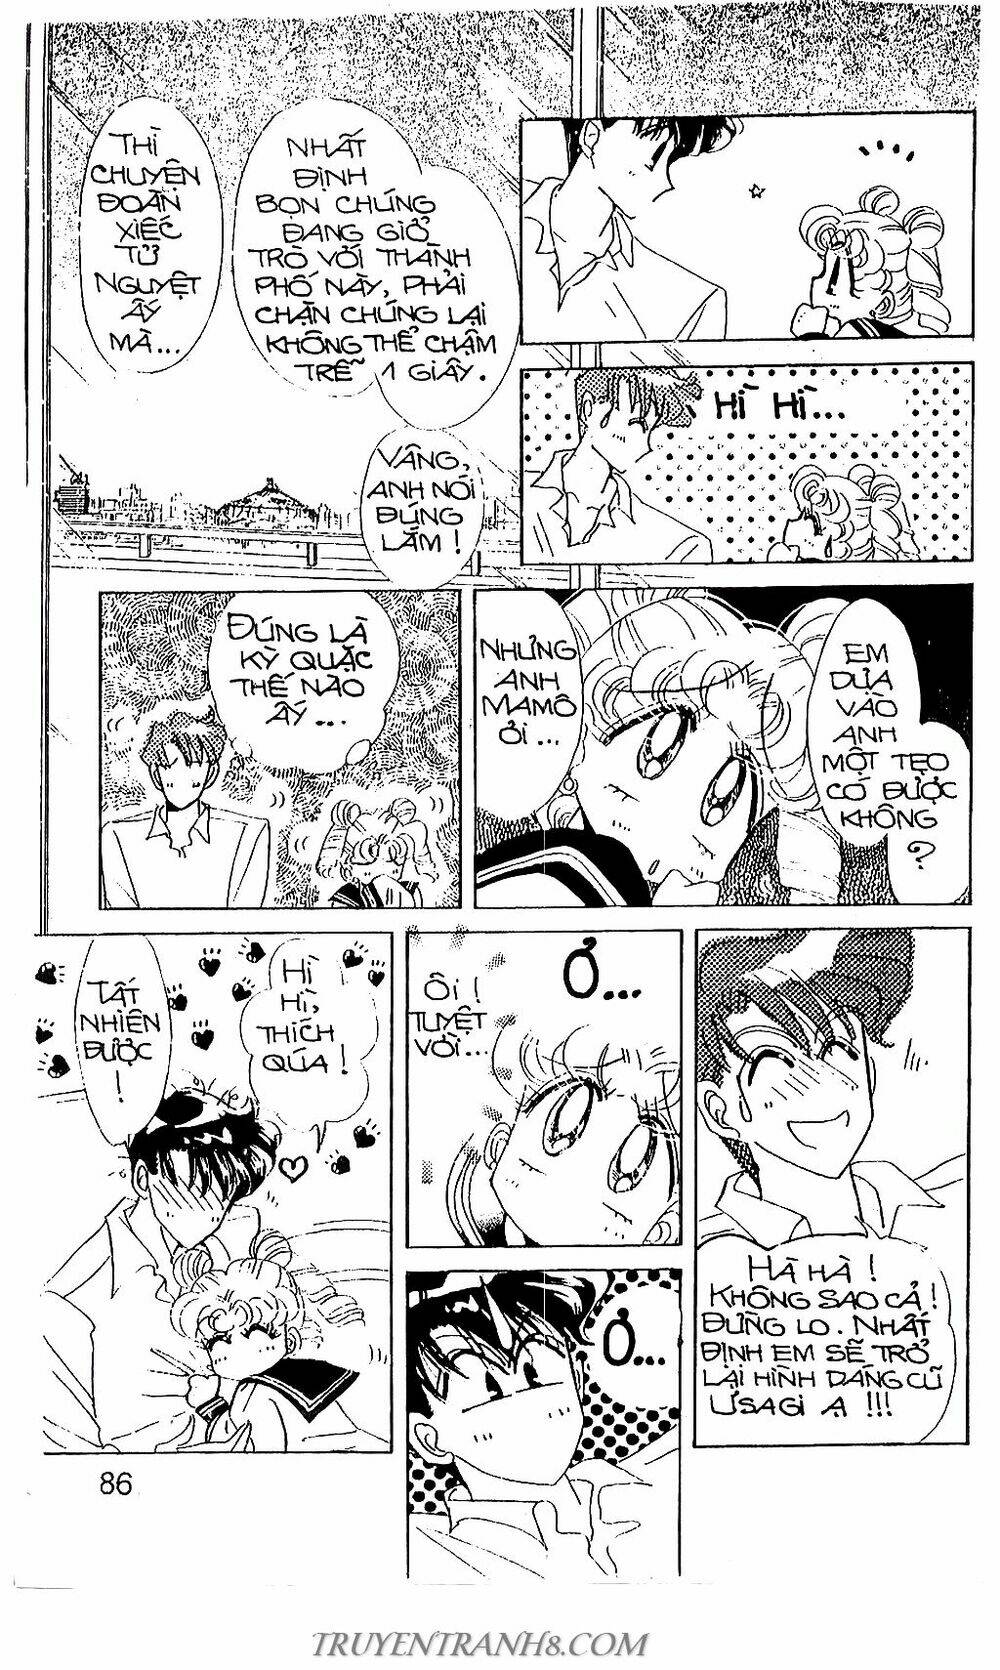 THÌ
CHUYỆN
ĐOÀN
XIẾC
TỬ
NGUYỆT
ẤY
MÀ...
NHẤT
ĐỊNH
BỌN CHÚNG
ĐANG GIỞ
TRÒ VỚI THÀNH
PHỐ NÀY, PHẢI
CHẶN CHÚNG LẠI
KHÔNG THỂ CHẬM
TRỄ 1 GIÂY.
VÂNG,
ANH NÓI
ĐÚNG
LẮM!
HÌ HÌ...
ĐÚNG LÀ
KỲ QUẶC
THẾ NÀO
ẤY...
NHƯNG
ANH
MAMÔ
ƠI...
EM
DỰA
VÀO
ANH
MỘT TẸO
CÓ ĐƯỢC
KHÔNG
?
TẤT
NHIÊN
ĐƯỢC
!
HÌ
HÌ,
THÍCH
QÚA!
ÔI!
TUYỆT
VỜI...
Ơ...
Ơ...
HÀ HÀ!
KHÔNG SAO CẢ!
ĐỪNG LO. NHẤT
ĐỊNH EM SẼ TRỞ
LẠI HÌNH DÁNG CŨ
ƯSAGI Ạ!!!
86
TRUYENTRANH8.COM